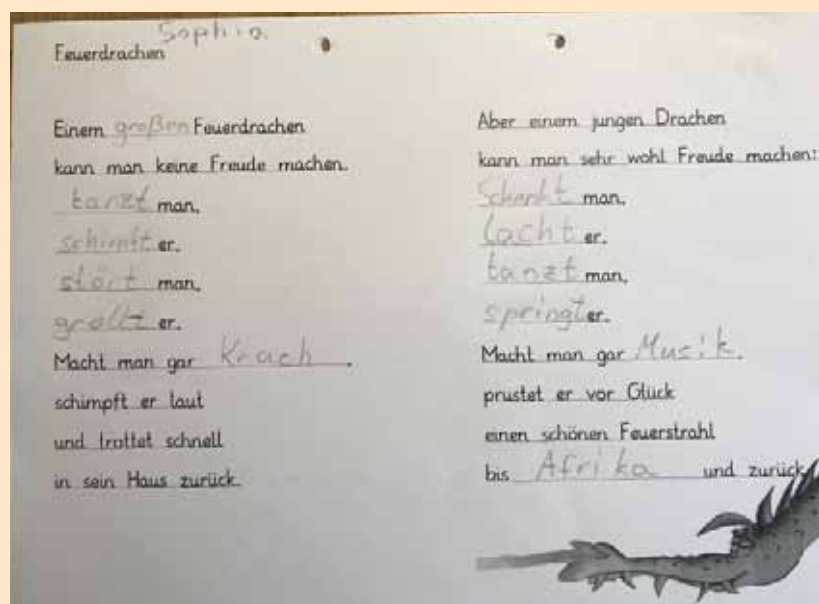 Sophia
Feuerdrachen
Einem großen Feuerdrachen
kann man keine Freude machen.
tanzt man,
schimft er.
stört man,
grollt er.
Macht man gar Krach.
schimpft er laut
und trottet schnell
in sein Haus zurück.
Aber einem jungen Drachen
kann man sehr wohl Freude machen:
Schenkt man,
lacht er.
tanzt man,
springt er.
Macht man gar Musik.
prustet er vor Glück
einen schönen Feuerstrahl
bis Afrika und zurück